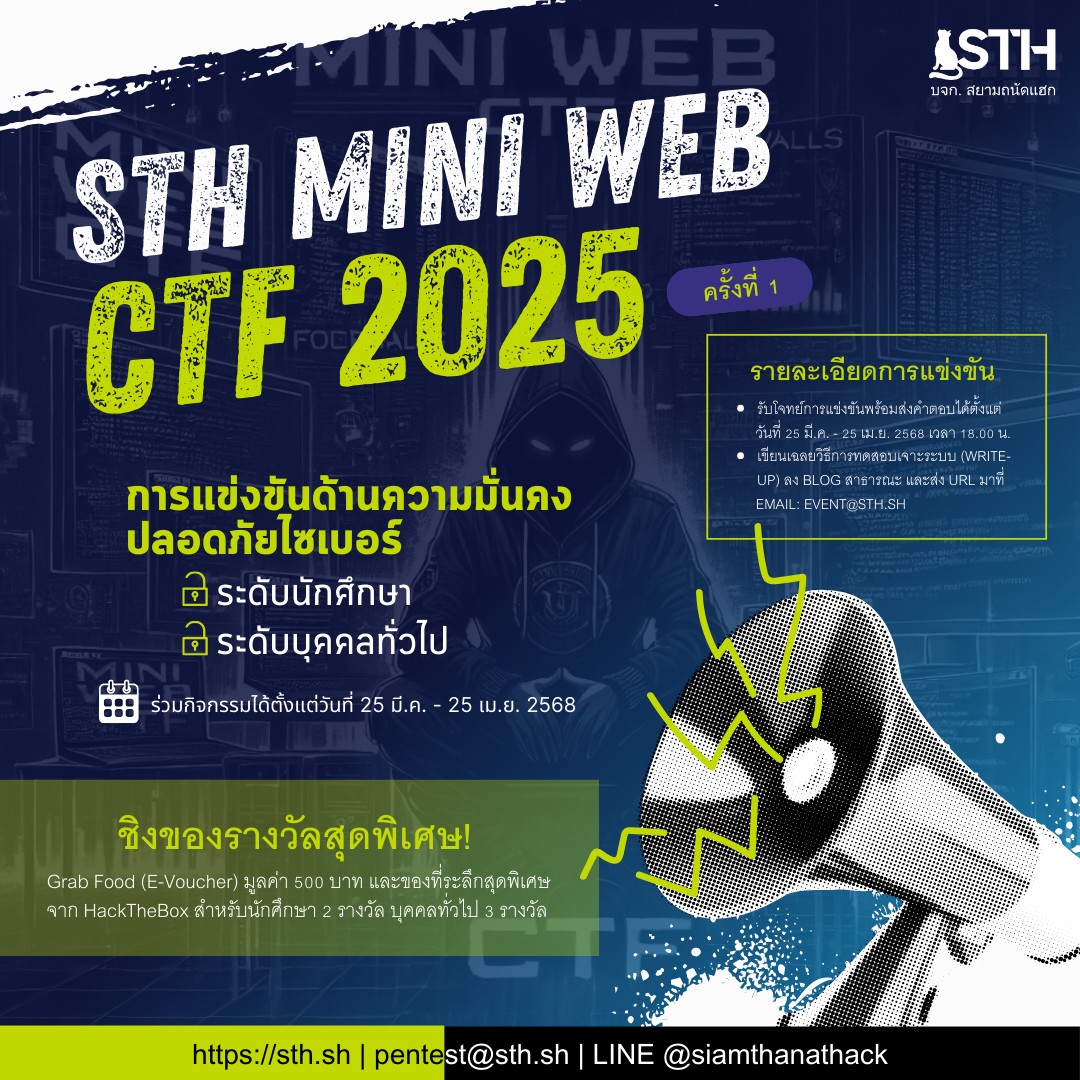 MINI WEB
CTF
STH
บจก. สยามถนัดแฮก
STH MINI WEB
CTF 2025
ครั้งที่ 1
รายละเอียดการแข่งขัน
รับโจทย์การแข่งขันพร้อมส่งคำตอบได้ตั้งแต่
วันที่ 25 มี.ค. - 25 เม.ย. 2568 เวลา 18.00 น.
เขียนเฉลยวิธีการทดสอบเจาะระบบ (WRITE-
UP) ลง BLOG สาธารณะ และส่ง URL มาที่
EMAIL: EVENT@STH.SH
การแข่งขันด้านความมั่นคง
ปลอดภัยไซเบอร์
ระดับนักศึกษา
ระดับบุคคลทั่วไป
ร่วมกิจกรรมได้ตั้งแต่วันที่ 25 มี.ค. - 25 เม.ย. 2568
ชิงของรางวัลสุดพิเศษ!
Grab Food (E-Voucher) มูลค่า 500 บาท และของที่ระลึกสุดพิเศษ
จาก HackTheBox สำหรับนักศึกษา 2 รางวัล บุคคลทั่วไป 3 รางวัล
CTF
https://sth.sh | pentest@sth.sh | LINE @siamthanathack